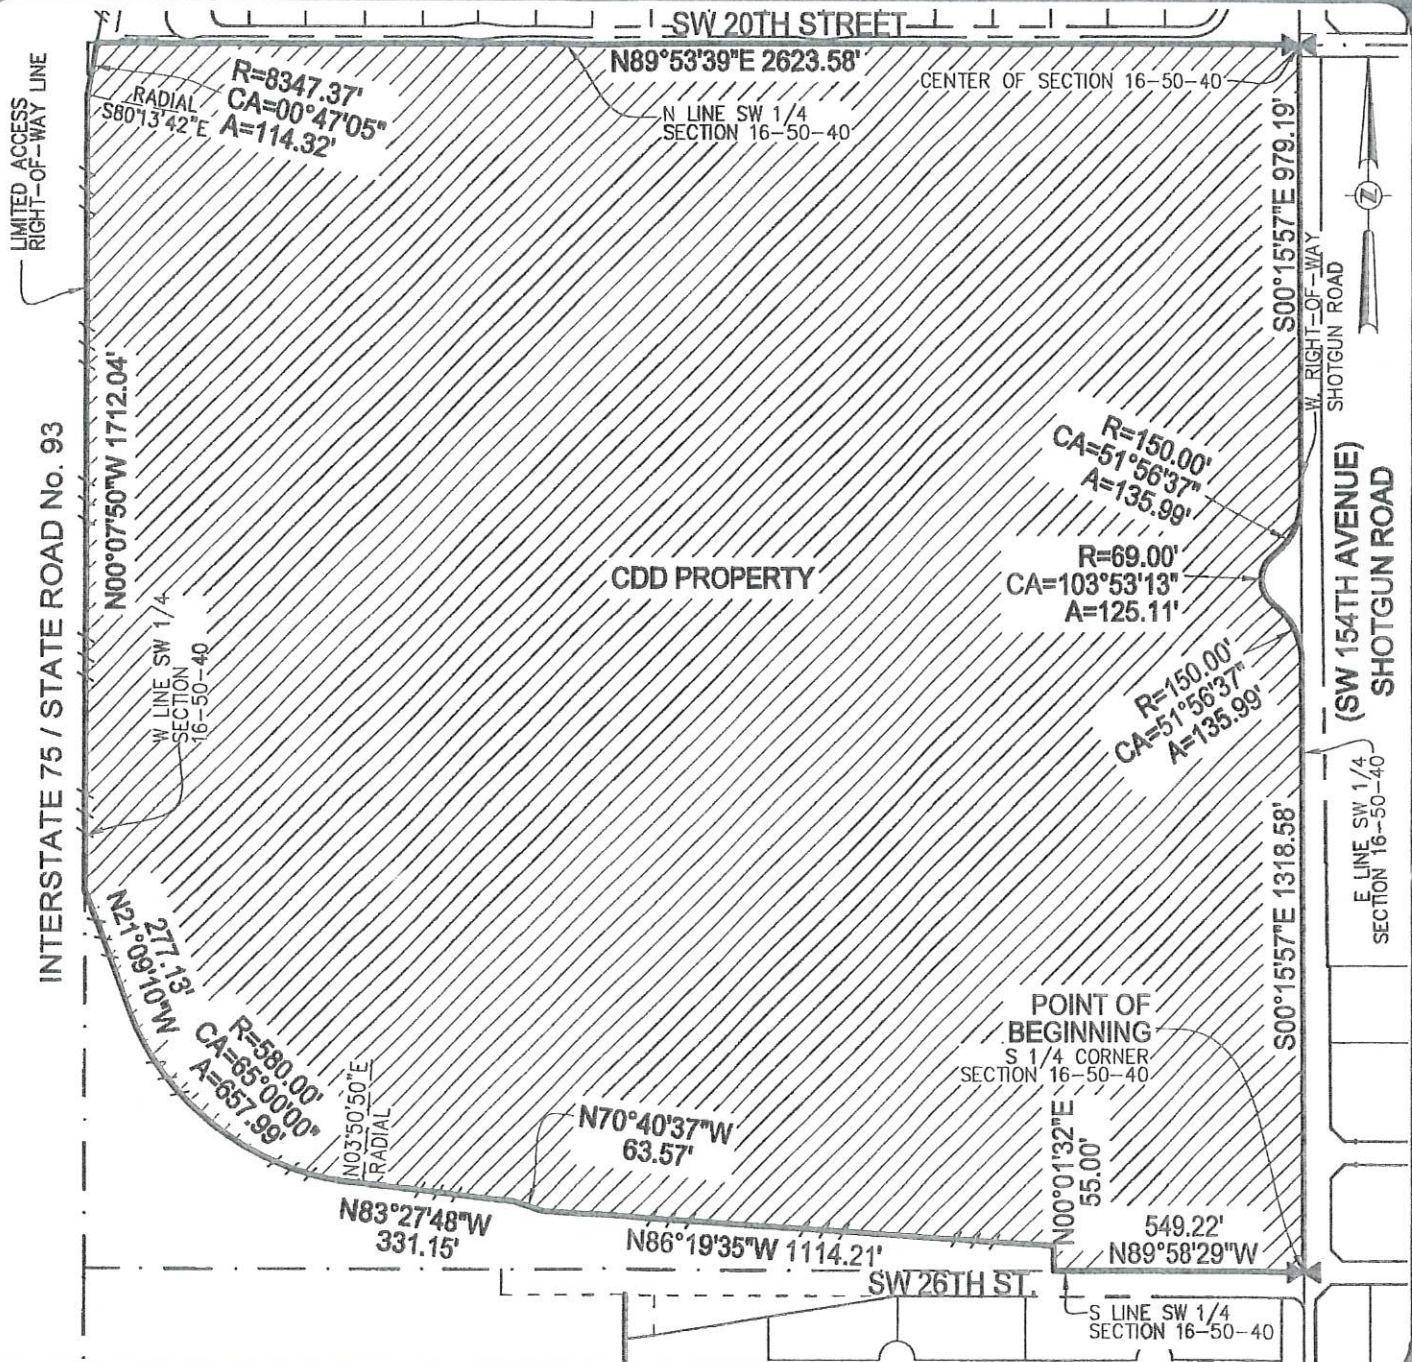 SW 20TH STREET
N89°53'39"E 2623.58'
CENTER OF SECTION 16-50-40
N LINE SW 1/4
SECTION 16-50-40
R=8347.37'
CA=00°47'05"
A=114.32'
RADIAL
S80°13'42"E
LIMITED ACCESS
RIGHT-OF-WAY LINE
S00°15'57"E 979.19'
Z
W. RIGHT-OF-WAY
SHOTGUN ROAD
N00°07'50"W 1712.04'
INTERSTATE 75 / STATE ROAD No. 93
R=150.00'
CA=51°56'37"
A=135.99'
R=69.00'
CA=103°53'13"
A=125.11'
CDD PROPERTY
R=150.00'
CA=51°56'37"
A=135.99'
(SW 154TH AVENUE)
SHOTGUN ROAD
W LINE SW 1/4
SECTION
16-50-40
E LINE SW 1/4
SECTION 16-50-40
S00°15'57"E 1318.58'
277.13'
N21°09'10"W
R=580.00'
CA=65°00'00"
A=657.99'
N03°50'50"E
RADIAL
POINT OF
BEGINNING
S 1/4 CORNER
SECTION 16-50-40
N70°40'37"W
63.57'
N00°01'32"E
55.00'
N83°27'48"W
331.15'
N86°19'35"W 1114.21'
549.22'
N89°58'29"W
SW 26TH ST.
S LINE SW 1/4
SECTION 16-50-40